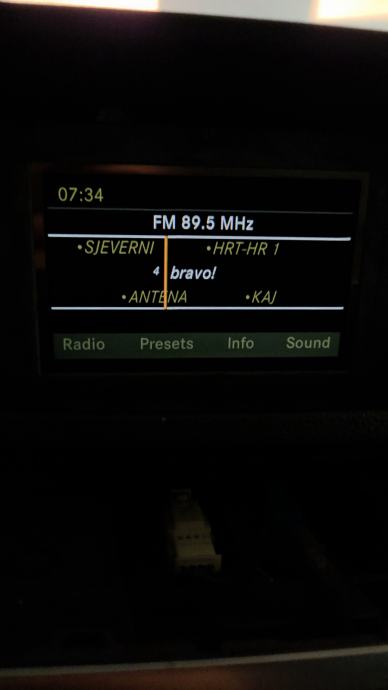 07:34
FM 89.5 MHz
•SJEVERNI •HRT-HR 1
4 bravo!
•ANTENA •KAJ
Radio Presets Info Sound